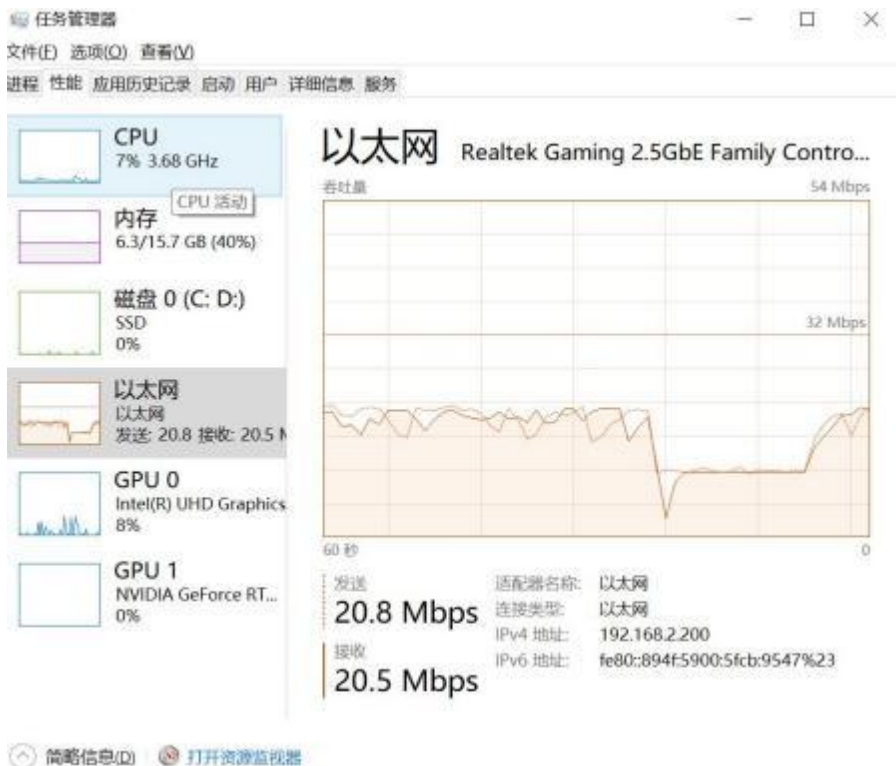 任务管理器
文件(F) 选项(O) 查看(V)
进程 性能 应用历史记录 启动 用户 详细信息 服务
CPU
7% 3.68 GHz
CPU 活动
内存
6.3/15.7 GB (40%)
磁盘 0 (C: D:)
SSD
0%
以太网
以太网
发送: 20.8 接收: 20.5 M
GPU 0
Intel(R) UHD Graphics
8%
GPU 1
NVIDIA GeForce RT...
0%
以太网 Realtek Gaming 2.5GbE Family Contro...
吞吐量 54 Mbps
32 Mbps
60 秒 0
发送
20.8 Mbps
接收
20.5 Mbps
适配器名称: 以太网
连接类型: 以太网
IPv4 地址: 192.168.2.200
IPv6 地址: fe80::894f:5900:5fcb:9547%23
简略信息(D) 打开资源监视器